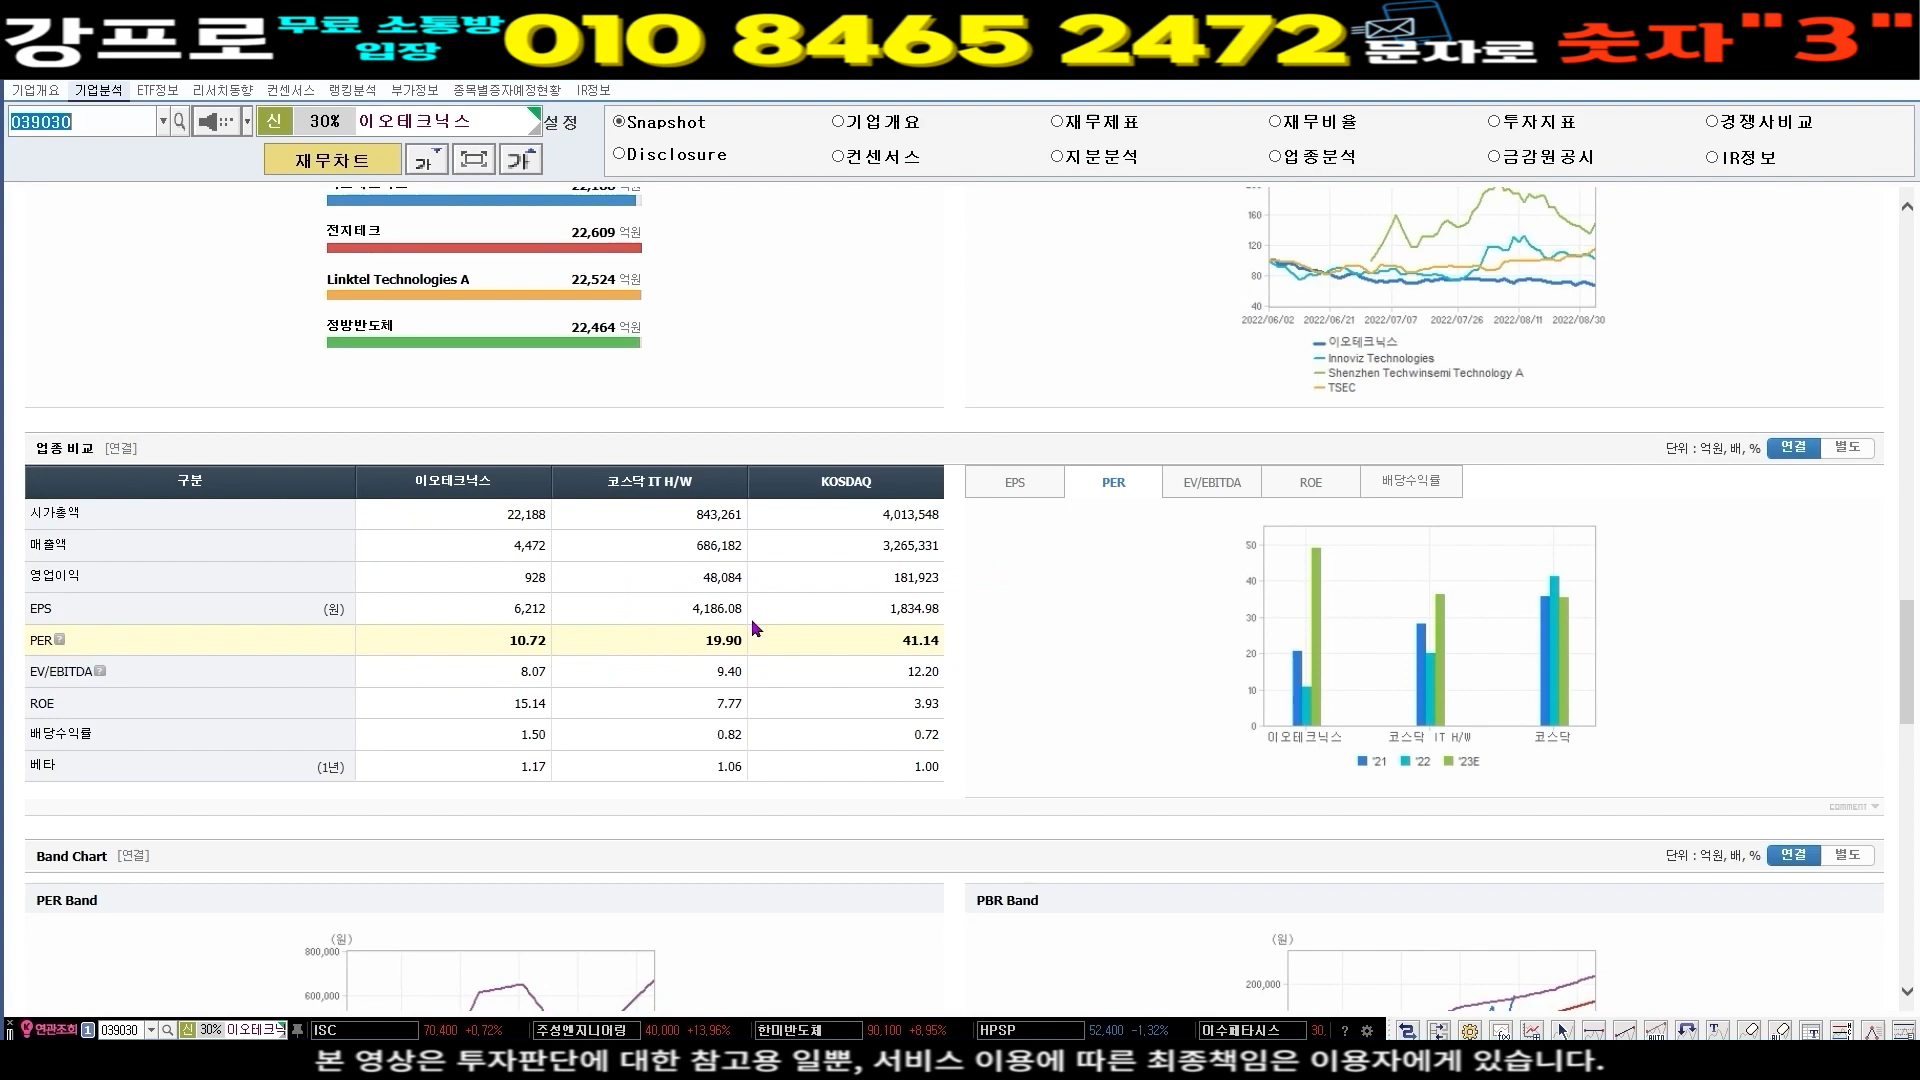 강프로 무료 소통방 입장 010 8465 2472 문자로 숫자"3"
기업개요 기업분석 ETF정보 리서치동향 컨센서스 랭킹분석 부가정보 종목별증자예정현황 IR정보
039030 신 30% 이오테크닉스 설정
Snapshot 기업개요 재무제표 재무비율 투자지표 경쟁사비교
재무차트 가 가
Disclosure 컨센서스 지분분석 업종분석 금감원공시 IR정보
전지테크 22,609 억원
Linktel Technologies A 22,524 억원
정방반도체 22,464 억원
160
120
80
40
2022/06/02 2022/06/21 2022/07/07 2022/07/26 2022/08/11 2022/08/30
이오테크닉스
Innoviz Technologies
Shenzhen Techwinsemi Technology A
TSEC
업종 비교 [연결] 단위 : 억원, 배, % 연결 별도
구분 이오테크닉스 코스닥 IT H/W KOSDAQ
시가총액 22,188 843,261 4,013,548
매출액 4,472 686,182 3,265,331
영업이익 928 48,084 181,923
EPS (원) 6,212 4,186.08 1,834.98
PER 10.72 19.90 41.14
EV/EBITDA 8.07 9.40 12.20
ROE 15.14 7.77 3.93
배당수익률 1.50 0.82 0.72
베타 (1년) 1.17 1.06 1.00
EPS PER EV/EBITDA ROE 배당수익률
50
40
30
20
10
0
이오테크닉스 코스닥 IT H/W 코스닥
'21 '22 '23E
COMMENT
Band Chart [연결] 단위 : 억원, 배, % 연결 별도
PER Band PBR Band
(원) (원)
800,000
600,000
200,000
연관조회 1 039030 신 30% 이오테크닉 ISC 70,400 +0,72% 주성엔지니어링 40,000 +13,96% 한미반도체 90,100 +8,95% HPSP 52,400 -1,32% 이수페타시스 30,
본 영상은 투자판단에 대한 참고용 일뿐, 서비스 이용에 따른 최종책임은 이용자에게 있습니다.